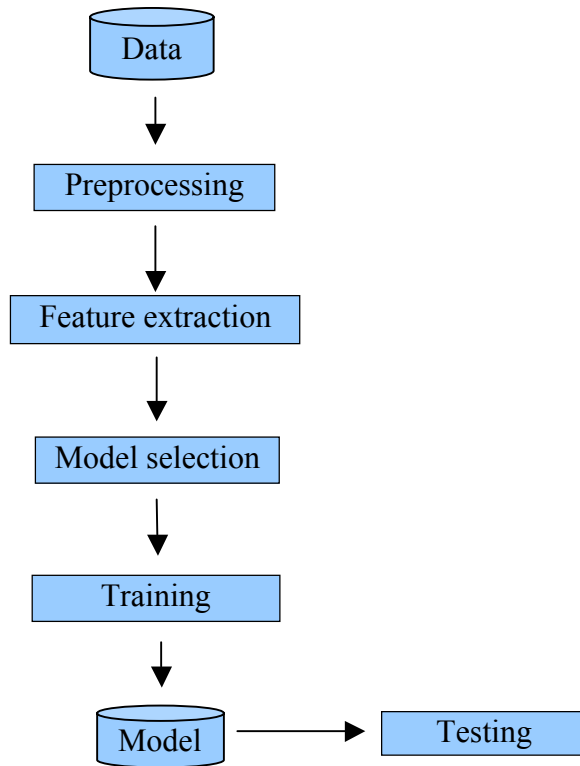 Data
Preprocessing
Feature extraction
Model selection
Training
Model
Testing